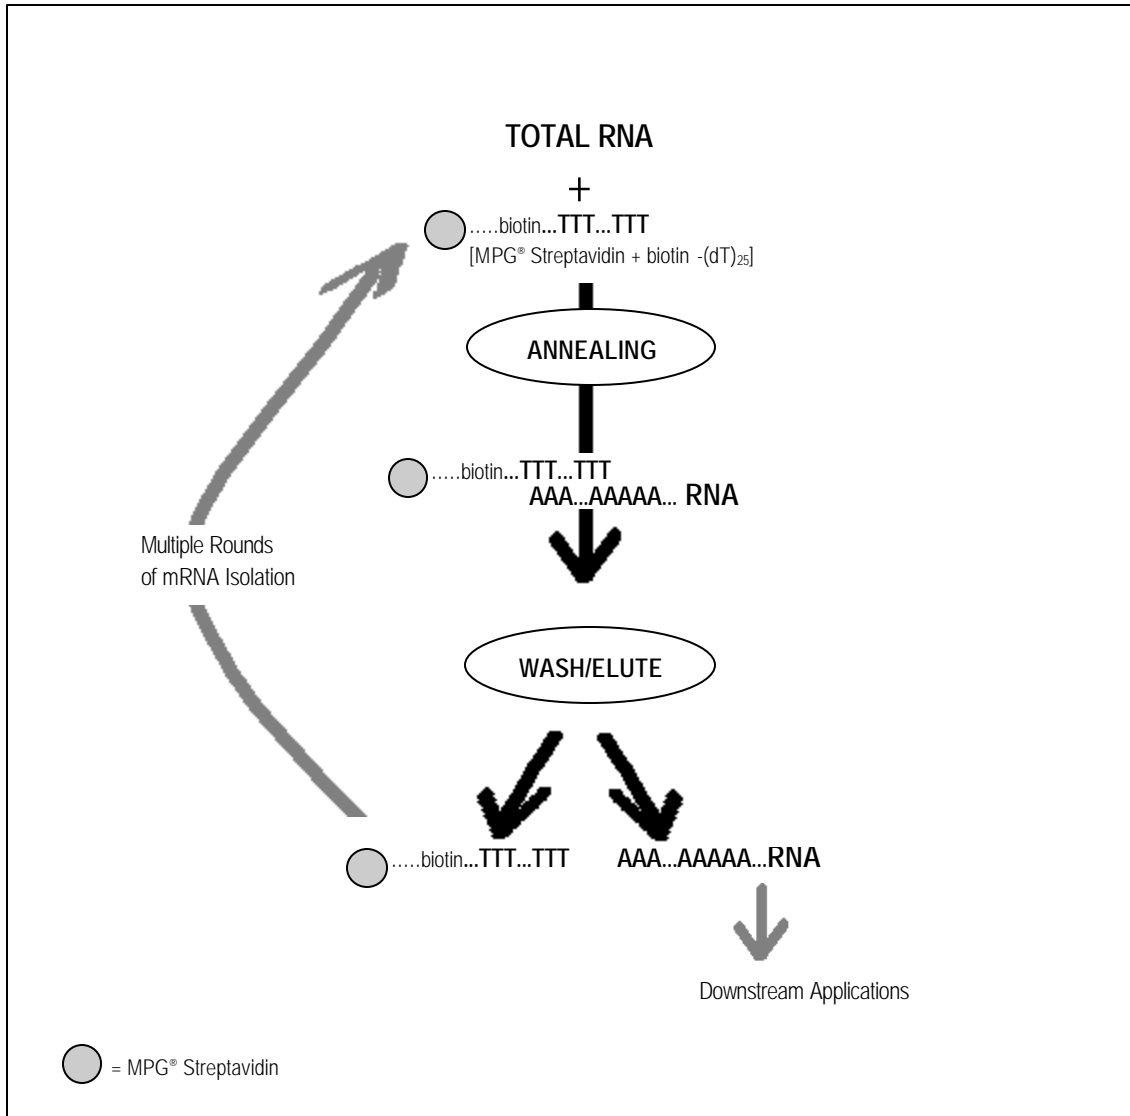 TOTAL RNA
+
.....biotin...TTT...TTT
[MPG® Streptavidin + biotin -(dT)25]
ANNEALING
.....biotin...TTT...TTT
AAA...AAAAA... RNA
Multiple Rounds
of mRNA Isolation
WASH/ELUTE
.....biotin...TTT...TTT AAA...AAAAA...RNA
Downstream Applications
= MPG® Streptavidin